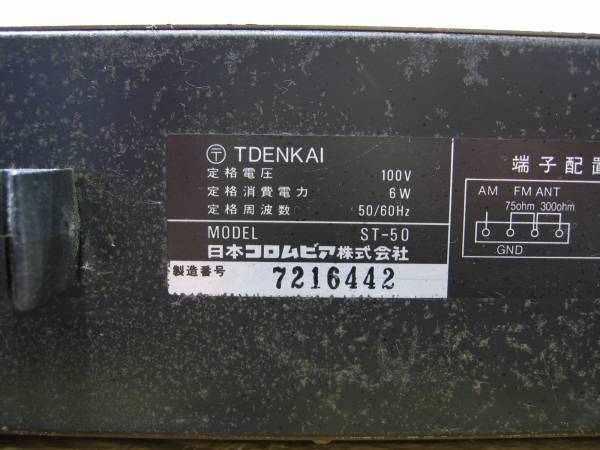 〒 TDENKAI
定格電圧 100V
定格消費電力 6W
定格周波数 50/60Hz
MODEL ST-50
日本コロムビア株式会社
製造番号 7216442
端子配置
AM FM ANT
75ohm 300ohm
GND